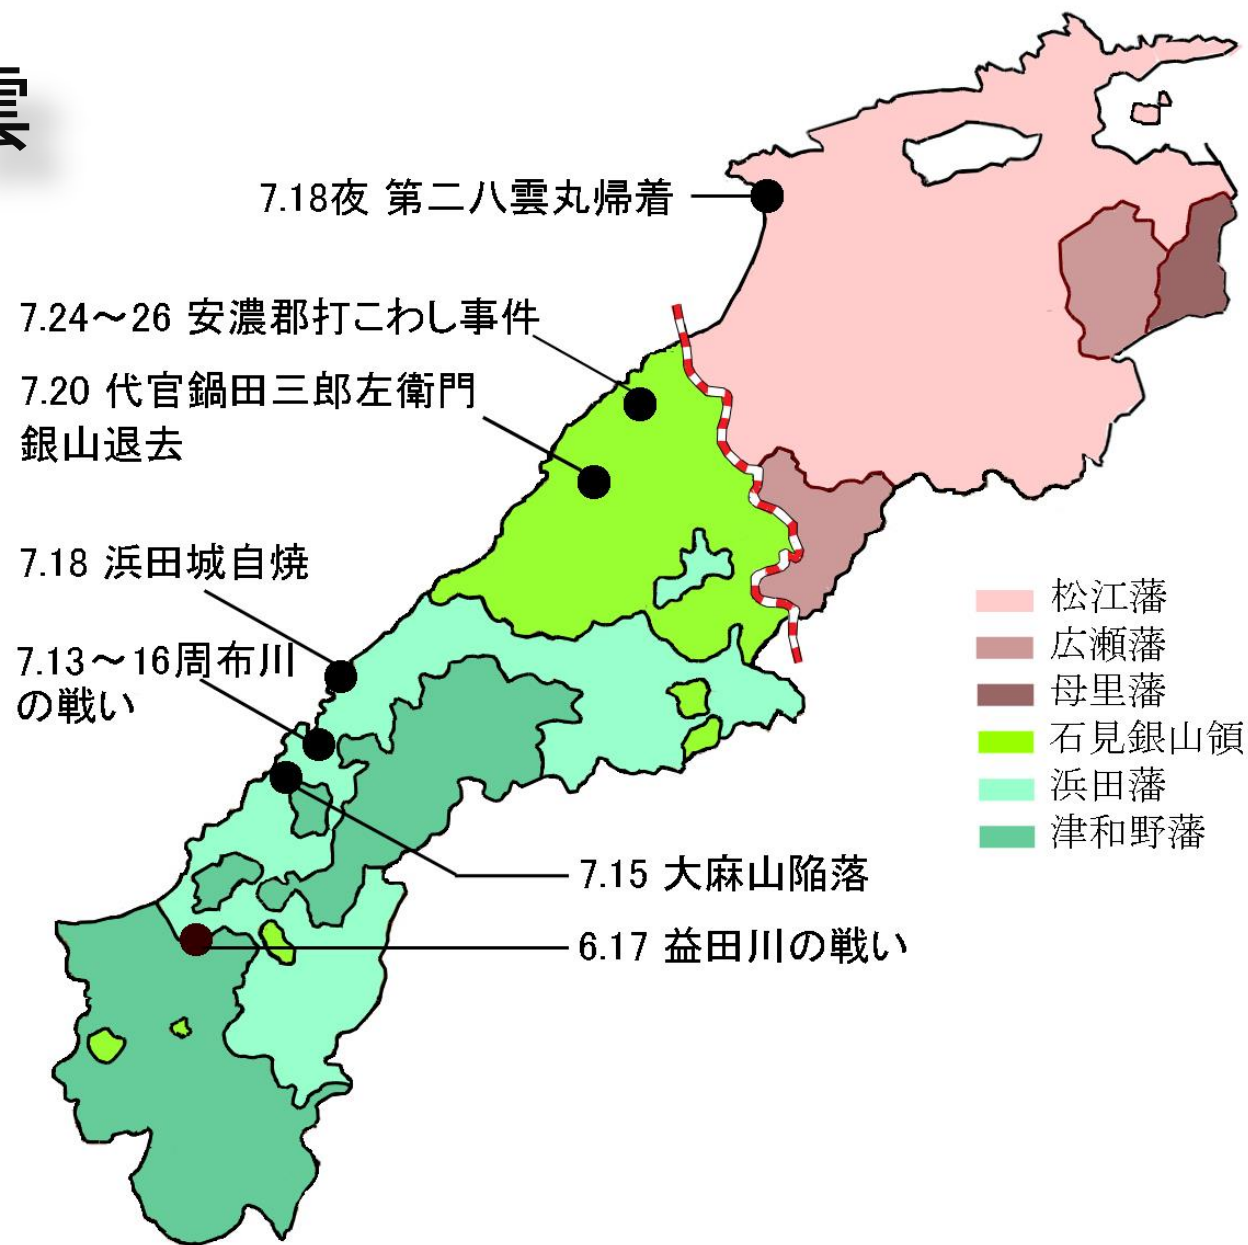 雲
7.18夜 第二八雲丸帰着
7.24～26 安濃郡打こわし事件
7.20 代官鍋田三郎左衛門
銀山退去
7.18 浜田城自焼
7.13～16周布川
の戦い
7.15 大麻山陥落
6.17 益田川の戦い
松江藩
広瀬藩
母里藩
石見銀山領
浜田藩
津和野藩